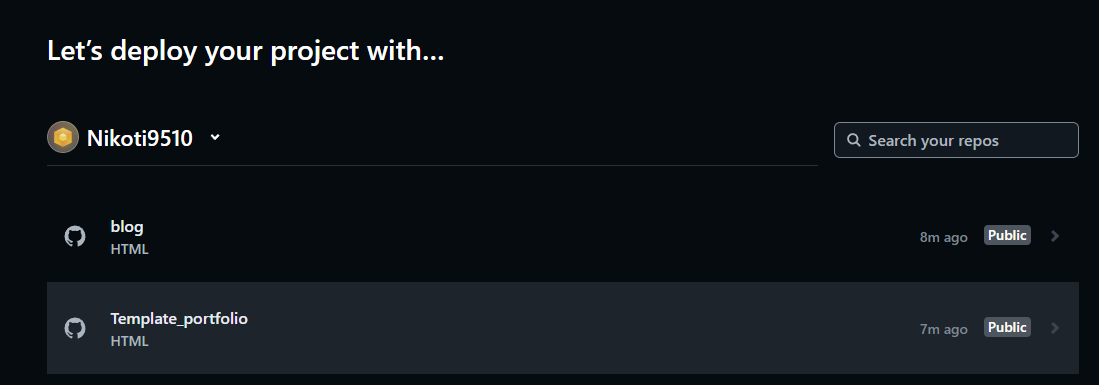 Let’s deploy your project with…
Nikoti9510
Search your repos
blog
HTML
8m ago
Public
Template_portfolio
HTML
7m ago
Public